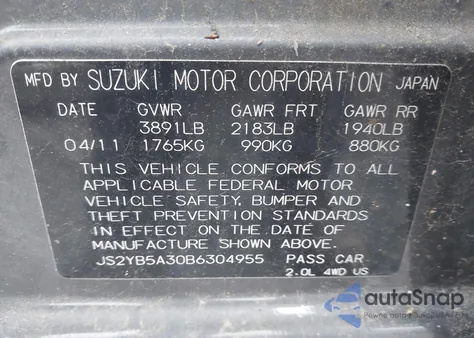 MFD BY SUZUKI MOTOR CORPORATION JAPAN
DATE GVWR GAWR FRT GAWR RR
3891LB 2183LB 1940LB
04/11 1765KG 990KG 880KG
THIS VEHICLE CONFORMS TO ALL
APPLICABLE FEDERAL MOTOR
VEHICLE SAFETY, BUMPER AND
THEFT PREVENTION STANDARDS
IN EFFECT ON THE DATE OF
MANUFACTURE SHOWN ABOVE.
JS2YB5A30B6304955 PASS CAR
2.0L 4WD US
autoSnap